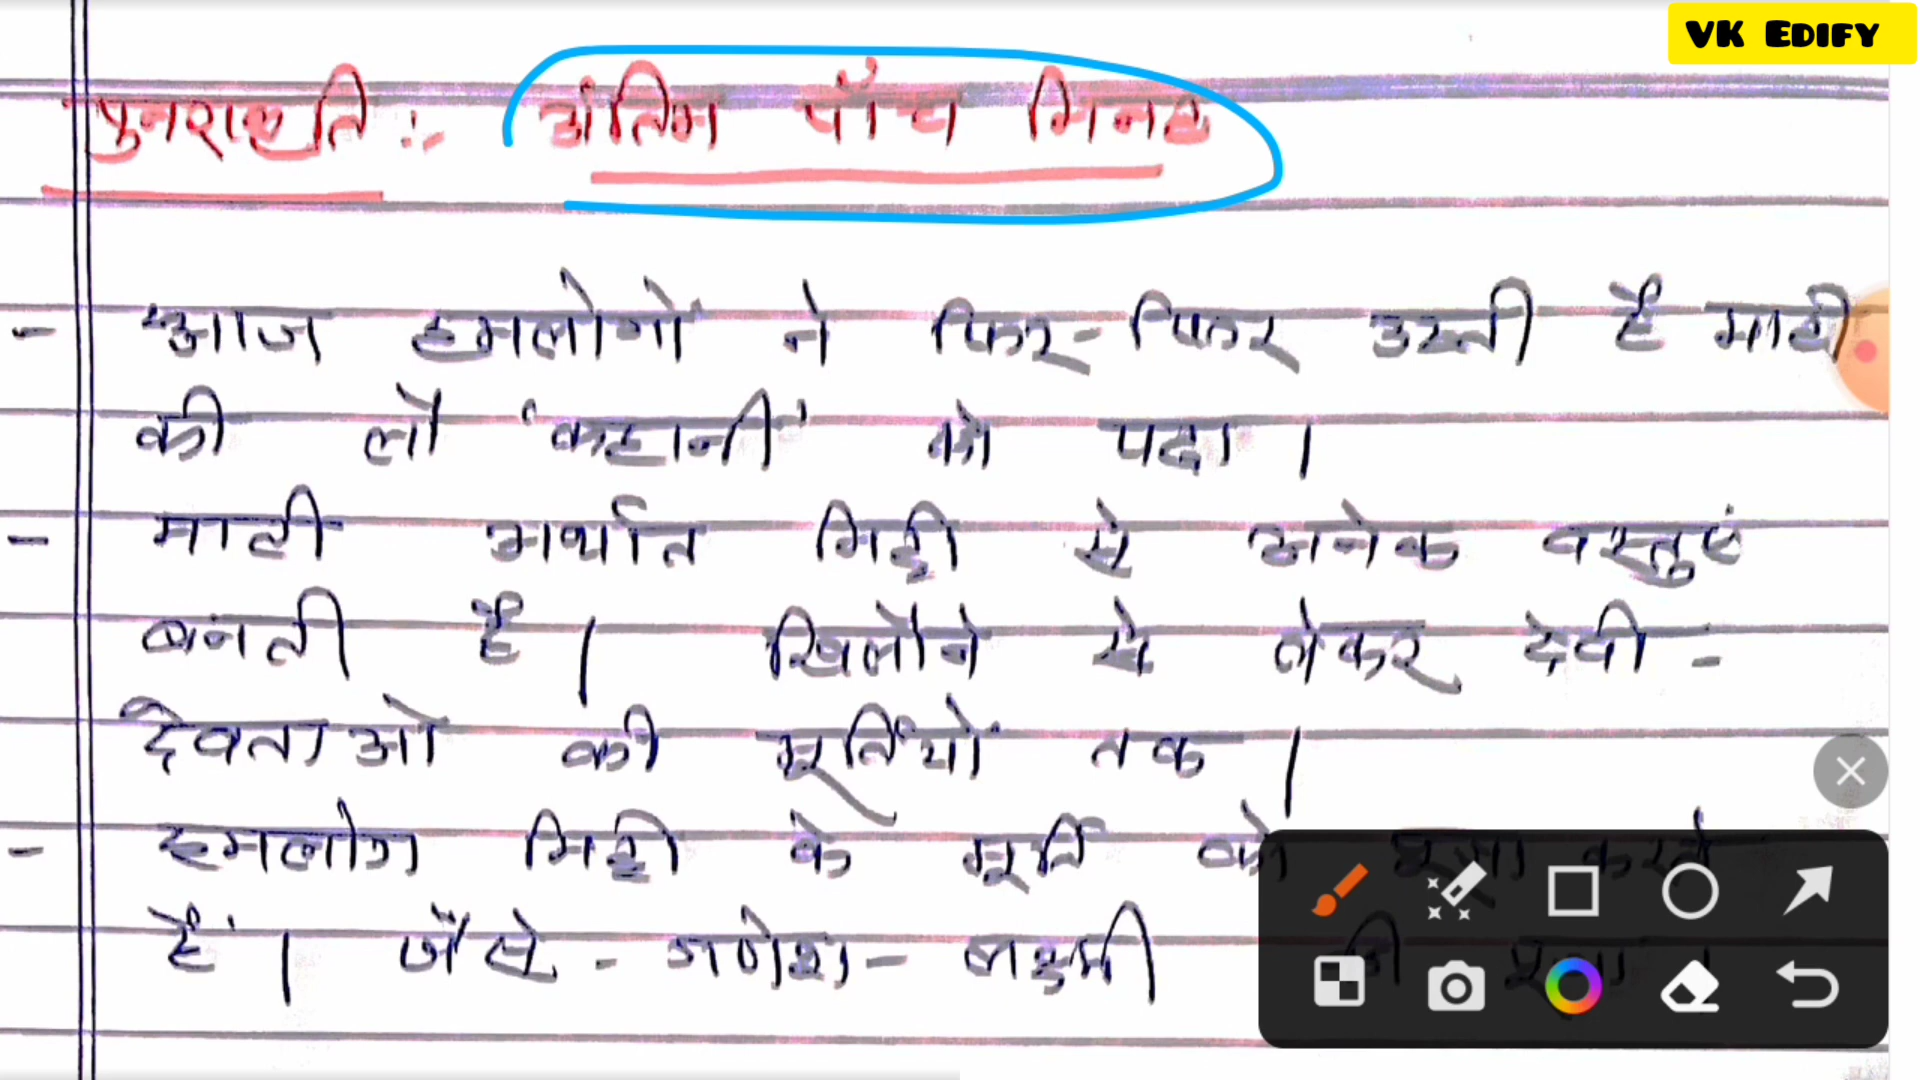 VK EDIFY
पुनरावृति :- अंतिम पाँच मिनट
- आज हमलोगों ने फिर-फिर उठती है माटी
की लौ 'कहानी' को पढा ।
- माटी अर्थात मिट्टी से अनेक वस्तुएं
बनती है । खिलौने से लेकर देवी -
देवताओं की मूर्तियों तक ।
- हमलोग मिट्टी के मूर्ति को पूजा करते
हैं । जैसे - गणेश - लक्ष्मी की पूजा ।